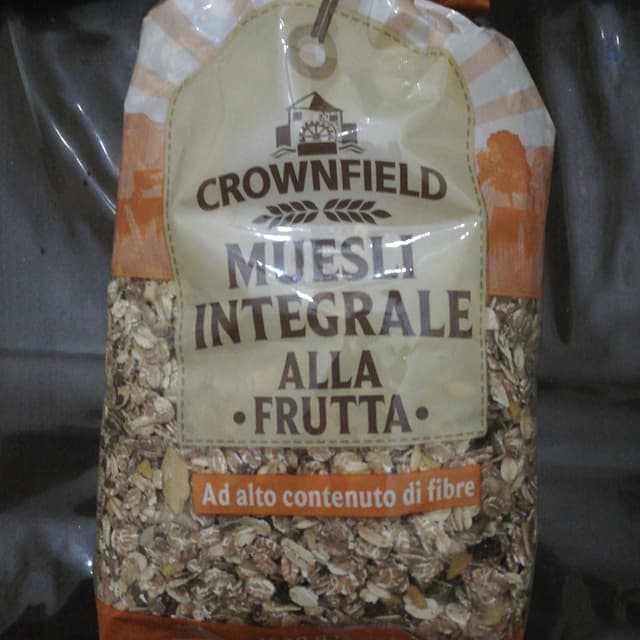 CROWNFIELD
MUESLI
INTEGRALE
ALLA
• FRUTTA •
Ad alto contenuto di fibre